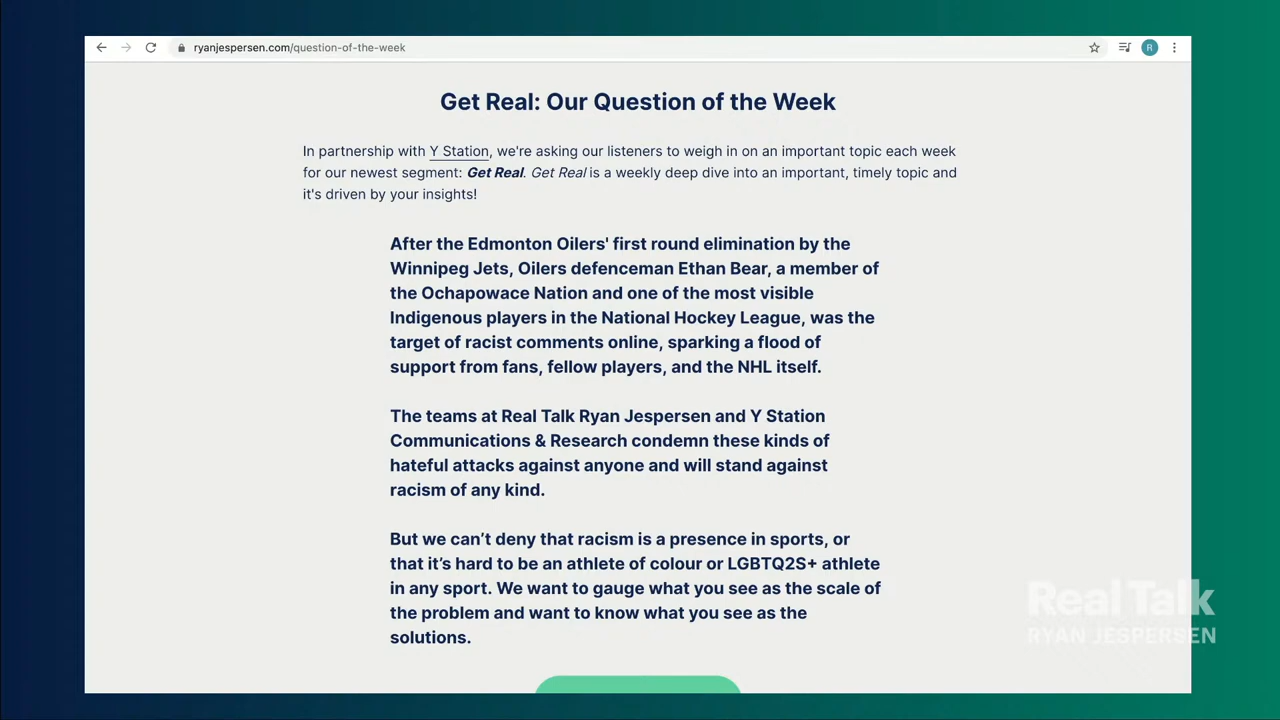 ryanjespersen.com/question-of-the-week
R
Get Real: Our Question of the Week
In partnership with Y Station, we're asking our listeners to weigh in on an important topic each week
for our newest segment: Get Real. Get Real is a weekly deep dive into an important, timely topic and
it's driven by your insights!
After the Edmonton Oilers' first round elimination by the
Winnipeg Jets, Oilers defenceman Ethan Bear, a member of
the Ochapowace Nation and one of the most visible
Indigenous players in the National Hockey League, was the
target of racist comments online, sparking a flood of
support from fans, fellow players, and the NHL itself.
The teams at Real Talk Ryan Jespersen and Y Station
Communications & Research condemn these kinds of
hateful attacks against anyone and will stand against
racism of any kind.
But we can’t deny that racism is a presence in sports, or
that it’s hard to be an athlete of colour or LGBTQ2S+ athlete
in any sport. We want to gauge what you see as the scale of
the problem and want to know what you see as the
solutions.
Real Talk
RYAN JESPERSEN